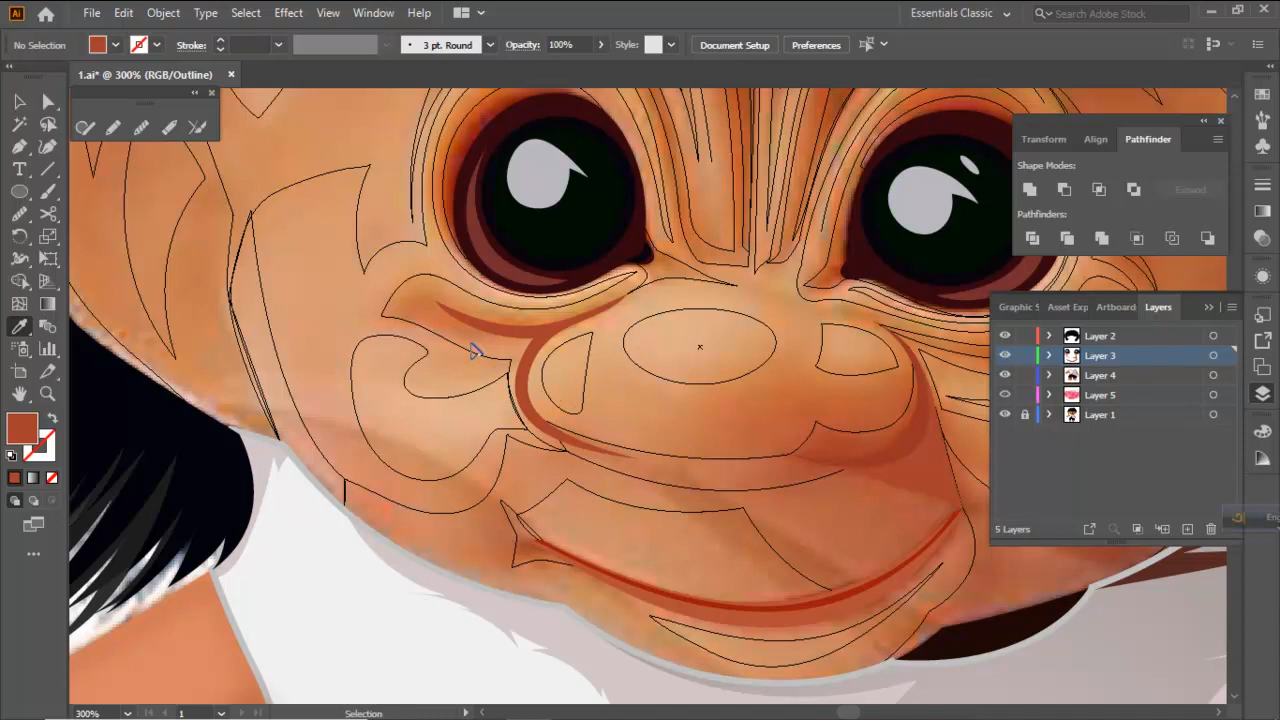 Ai File Edit Object Type Select Effect View Window Help Essentials Classic Search Adobe Stock
No Selection Stroke: 3 pt. Round Opacity: 100% Style: Document Setup Preferences
1.ai* @ 300% (RGB/Outline)
Transform Align Pathfinder
Shape Modes:
Expand
Pathfinders:
Graphic S Asset Exp Artboard Layers
Layer 2
Layer 3
Layer 4
Layer 5
Layer 1
5 Layers
300% 1 Selection